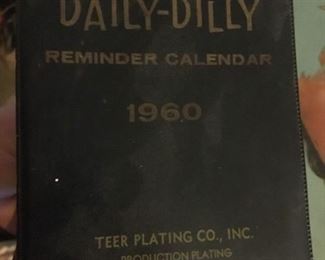 DAILY-DILLY
REMINDER CALENDAR
1960
TEER PLATING CO., INC.
PRODUCTION PLATING